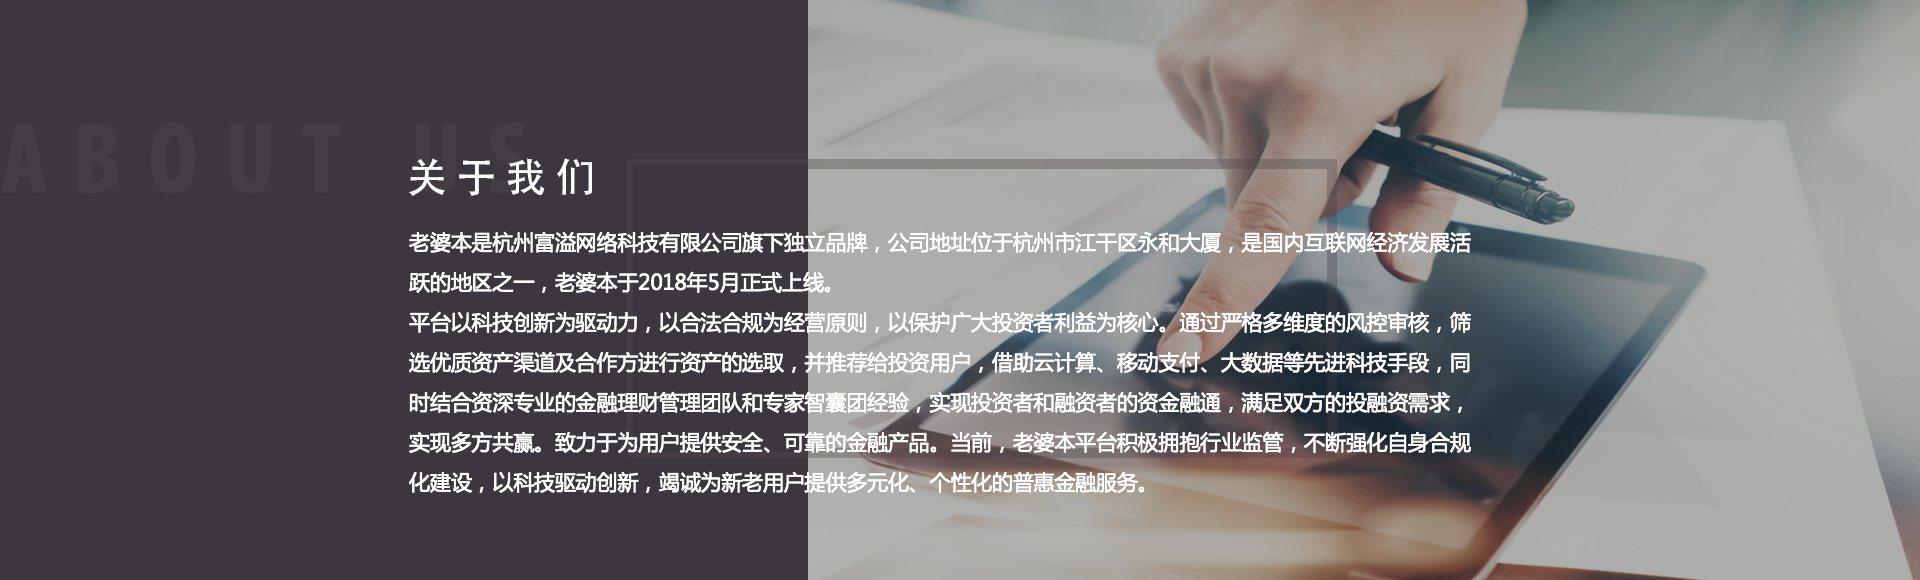 ABOUT US
关于我们
老婆本是杭州富溢网络科技有限公司旗下独立品牌，公司地址位于杭州市江干区永和大厦，是国内互联网经济发展活
跃的地区之一，老婆本于2018年5月正式上线。
平台以科技创新为驱动力，以合法合规为经营原则，以保护广大投资者利益为核心。通过严格多维度的风控审核，筛
选优质资产渠道及合作方进行资产的选取，并推荐给投资用户，借助云计算、移动支付、大数据等先进科技手段，同
时结合资深专业的金融理财管理团队和专家智囊团经验，实现投资者和融资者的资金融通，满足双方的投融资需求，
实现多方共赢。致力于为用户提供安全、可靠的金融产品。当前，老婆本平台积极拥抱行业监管，不断强化自身合规
化建设，以科技驱动创新，竭诚为新老用户提供多元化、个性化的普惠金融服务。